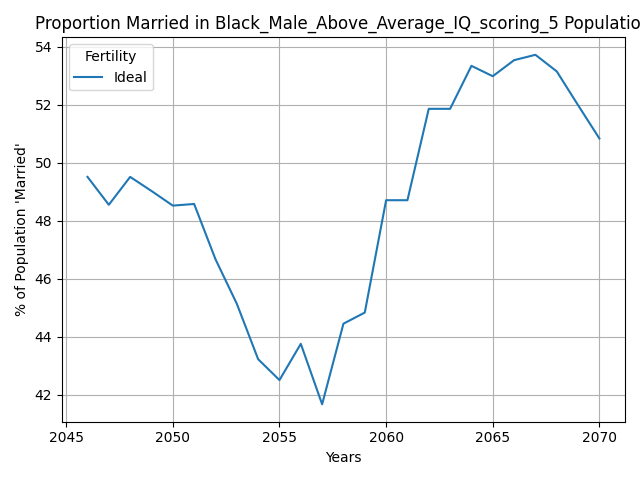 Proportion Married in Black_Male_Above_Average_IQ_scoring_5 Populatio
Fertility
Ideal
54
52
50
48
46
44
42
% of Population 'Married'
2045 2050 2055 2060 2065 2070
Years